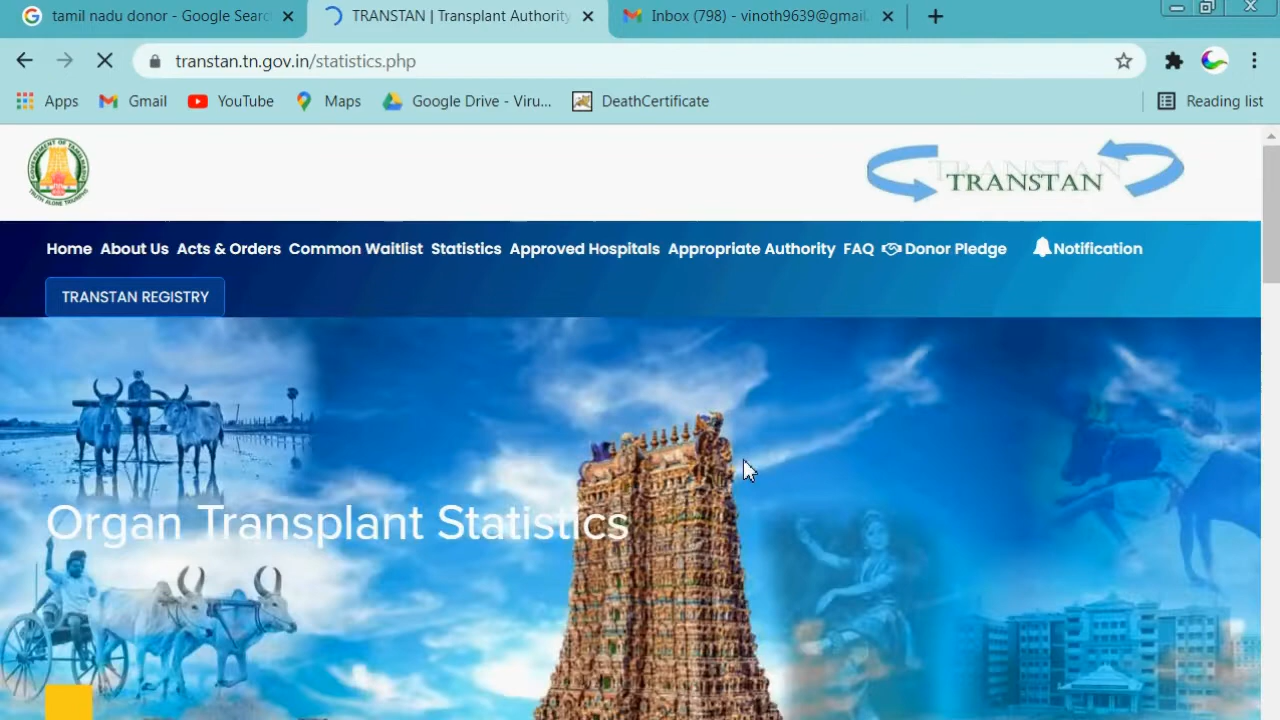 tamil nadu donor - Google Searc
TRANSTAN | Transplant Authority
Inbox (798) - vinoth9639@gmail.
transtan.tn.gov.in/statistics.php
Apps Gmail YouTube Maps Google Drive - Viru... DeathCertificate Reading list
TRANSTAN
Home About Us Acts & Orders Common Waitlist Statistics Approved Hospitals Appropriate Authority FAQ Donor Pledge Notification
TRANSTAN REGISTRY
Organ Transplant Statistics